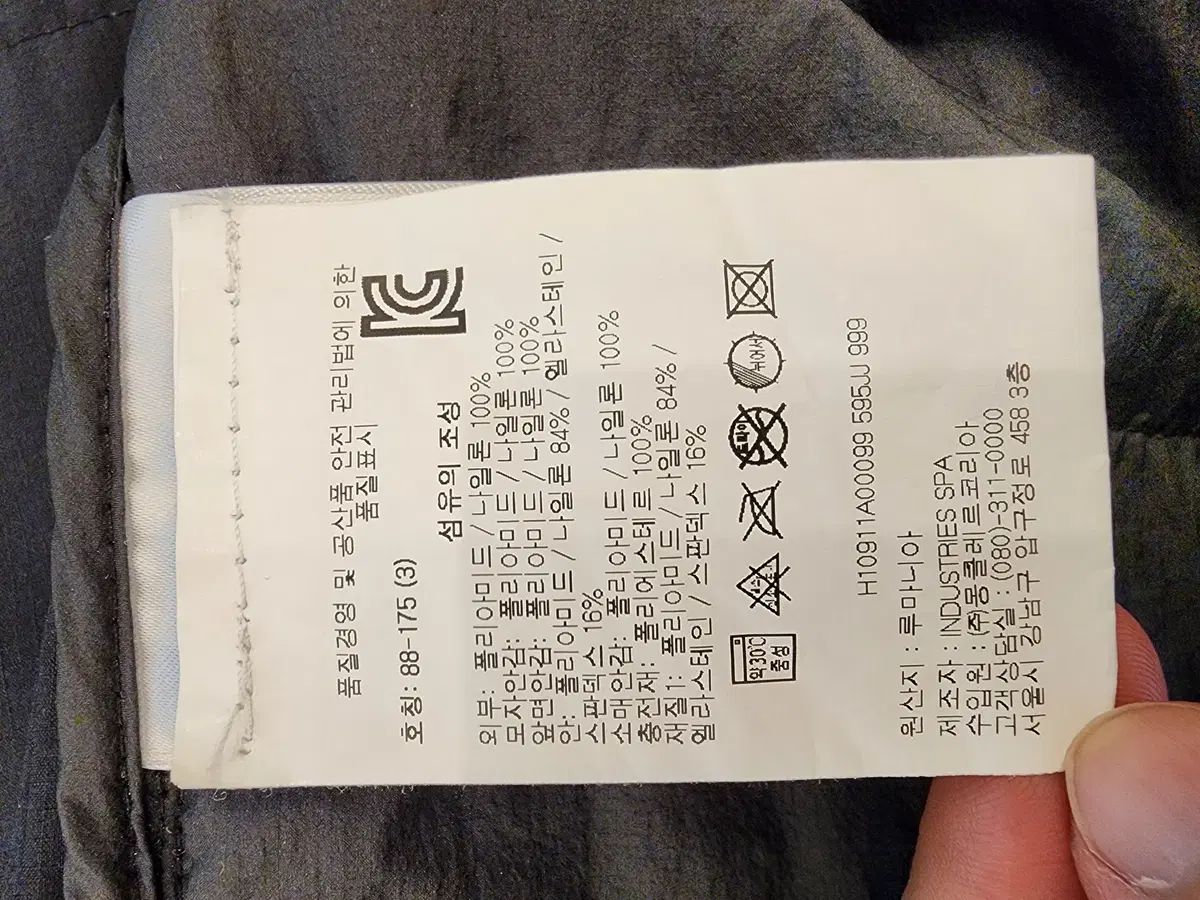 품질경영 및 공산품 안전 관리법에 의한
품질표시
호칭: 88-175 (3)
섬유의 조성
외부: 폴리아미드 / 나일론 100%
모자안감: 폴리아미드 / 나일론 100%
앞면안감: 폴리아미드 / 나일론 100%
안: 폴리아미드 / 나일론 84% / 엘라스테인 /
스판덱스 16%
소매안감: 폴리아미드 / 나일론 100%
충전재: 폴리에스테르 100%
재질1: 폴리아미드 / 나일론 84% /
엘라스테인 / 스판덱스 16%
약30℃
중성
드라이
뉘어서
H10911A00099 595JJ 999
원산지 : 루마니아
제조자 : INDUSTRIES SPA
수입원 : (주)몽클레르코리아
고객상담실 : (080)-311-0000
서울시 강남구 압구정로 458 3층